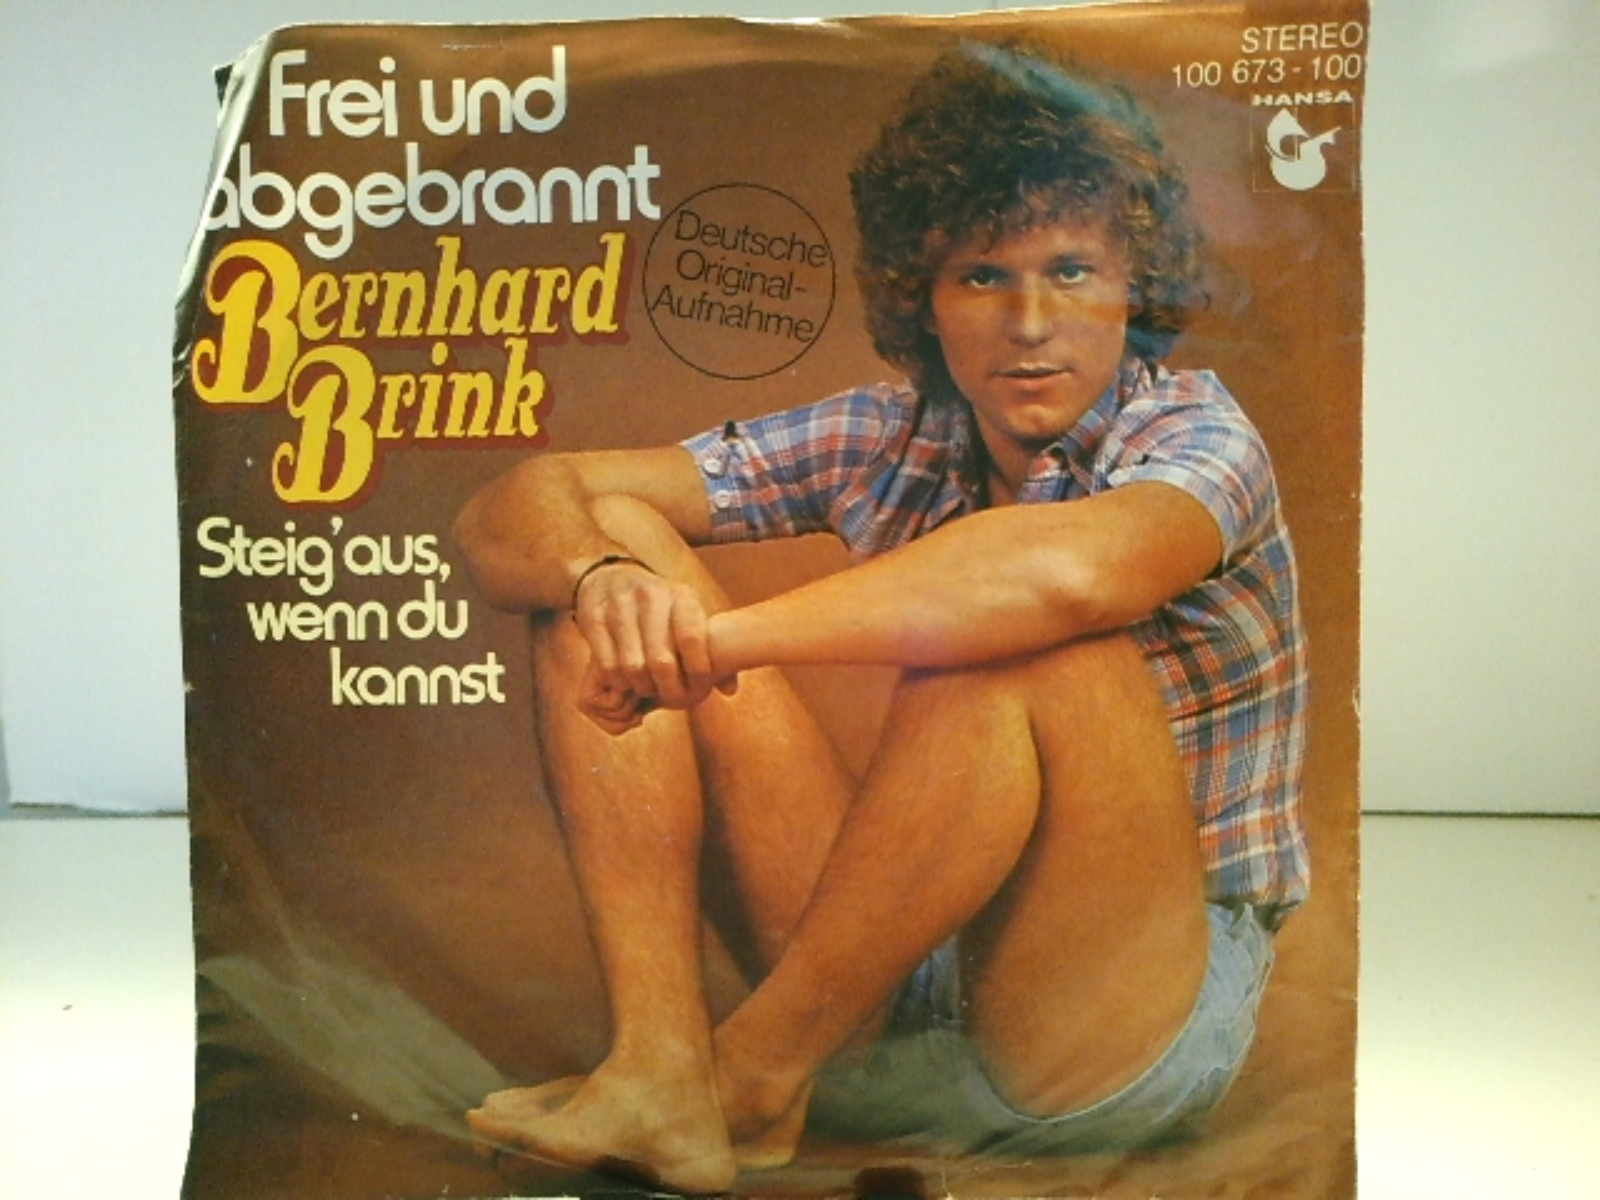 Frei und
abgebrannt
Bernhard
Brink
Steig' aus,
wenn du
kannst
Deutsche
Original-
Aufnahme
STEREO
100 673-100
HANSA